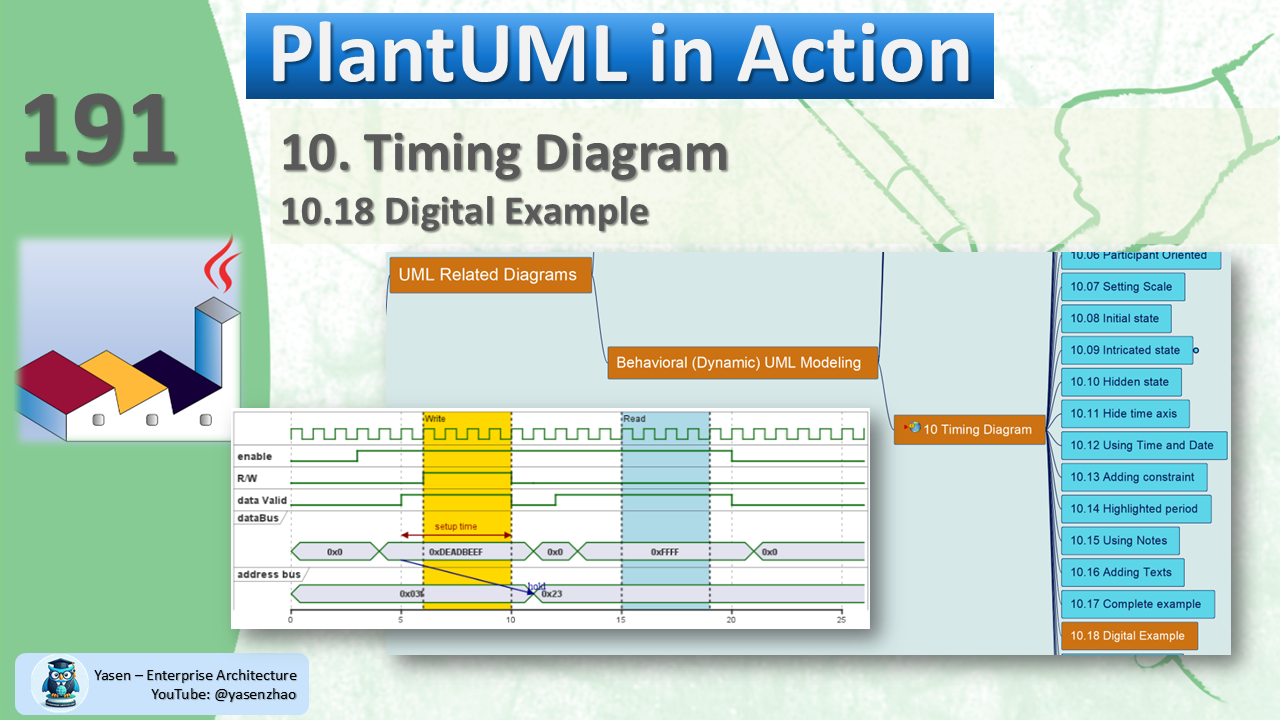 PlantUML in Action
191
10. Timing Diagram
10.18 Digital Example
UML Related Diagrams
Behavioral (Dynamic) UML Modeling
10 Timing Diagram
10.06 Participant Oriented
10.07 Setting Scale
10.08 Initial state
10.09 Intricated state
10.10 Hidden state
10.11 Hide time axis
10.12 Using Time and Date
10.13 Adding constraint
10.14 Highlighted period
10.15 Using Notes
10.16 Adding Texts
10.17 Complete example
10.18 Digital Example
Write Read
enable
R/W
data Valid
dataBus
setup time
0x0 0xDEADBEEF 0x0 0xFFFF 0x0
address bus
hold
0x23
0 5 10 15 20 25
Yasen – Enterprise Architecture
YouTube: @yasenzhao